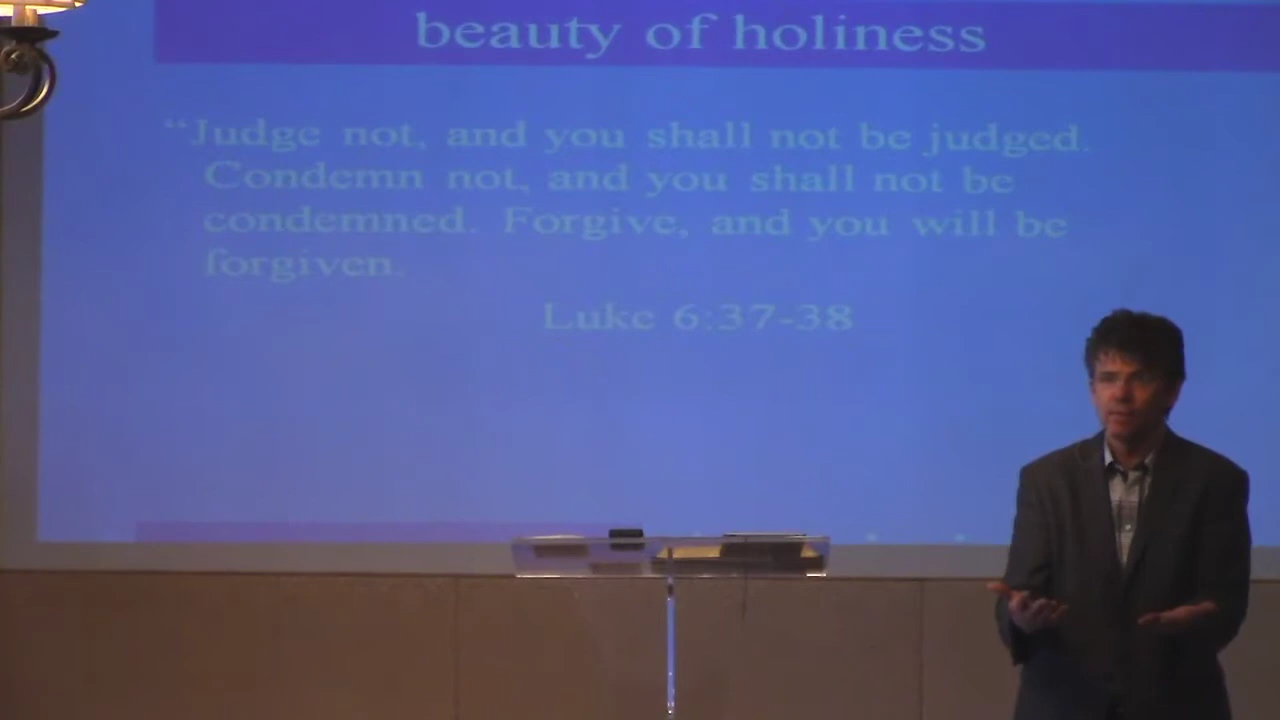 beauty of holiness
“Judge not, and you shall not be judged.
Condemn not, and you shall not be
condemned. Forgive, and you will be
forgiven.
Luke 6:37-38